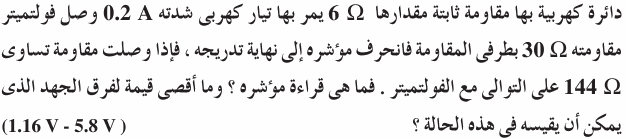 دائرة كهربية بها مقاومة ثابتة مقدارها 6 Ω يمر بها تيار كهربى شدته 0.2 A وصل فولتميتر
مقاومته 30 Ω بطرفى المقاومة فانحرف مؤشره إلى نهاية تدريجه ، فإذا وصلت مقاومة تساوى
144 Ω على التوالى مع الفولتميتر . فما هى قراءة مؤشره ؟ وما أقصى قيمة لفرق الجهد الذى
يمكن أن يقيسه فى هذه الحالة ؟ (1.16 V - 5.8 V )